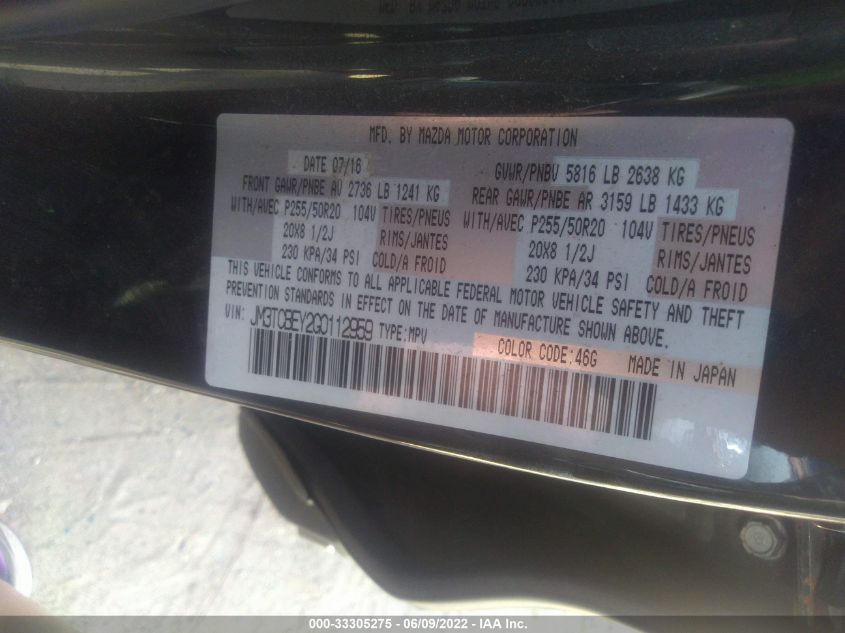 MFD. BY MAZDA MOTOR CORPORATION
DATE 07/16 GVWR/PNBV 5816 LB 2638 KG
FRONT GAWR/PNBE AV 2736 LB 1241 KG REAR GAWR/PNBE AR 3159 LB 1433 KG
WITH/AVEC P255/50R20 104V TIRES/PNEUS WITH/AVEC P255/50R20 104V TIRES/PNEUS
20X8 1/2J RIMS/JANTES 20X8 1/2J RIMS/JANTES
230 KPA/34 PSI COLD/A FROID 230 KPA/34 PSI COLD/A FROID
THIS VEHICLE CONFORMS TO ALL APPLICABLE FEDERAL MOTOR VEHICLE SAFETY AND THEFT
PREVENTION STANDARDS IN EFFECT ON THE DATE OF MANUFACTURE SHOWN ABOVE.
VIN: JM3TCBEY2G0112959 TYPE:MPV
COLOR CODE:46G MADE IN JAPAN
000-33305275 - 06/09/2022 - IAA Inc.